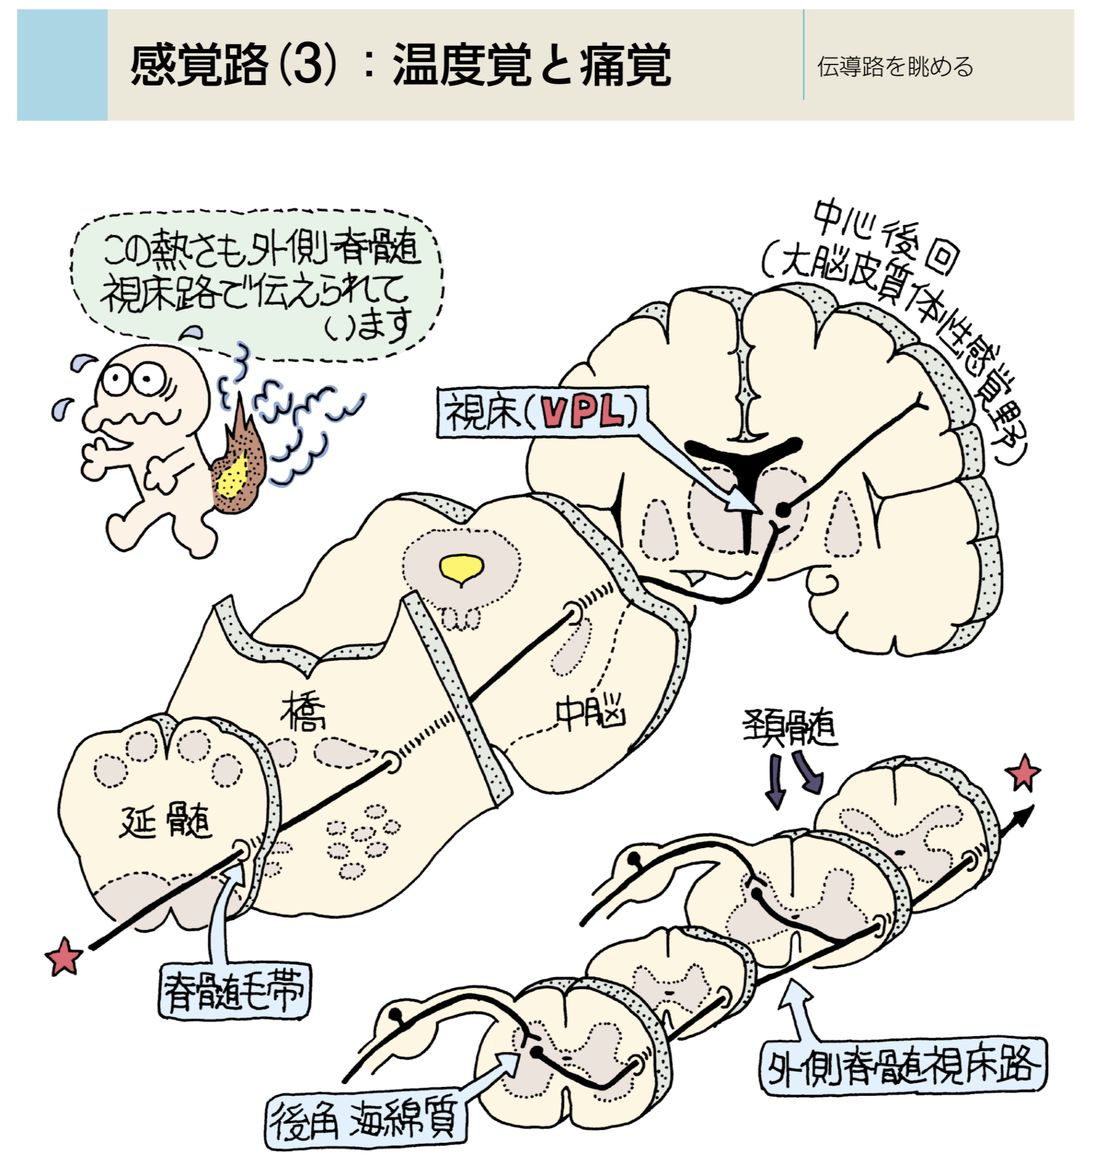 感覚路(3)：温度覚と痛覚
伝導路を眺める
この熱さも外側脊髄
視床路で伝えられて
います
中心後回
(大脳皮質体性感覚野)
視床(VPL)
中脳
橋
延髄
脊髄毛帯
頚髄
外側脊髄視床路
後角海綿質